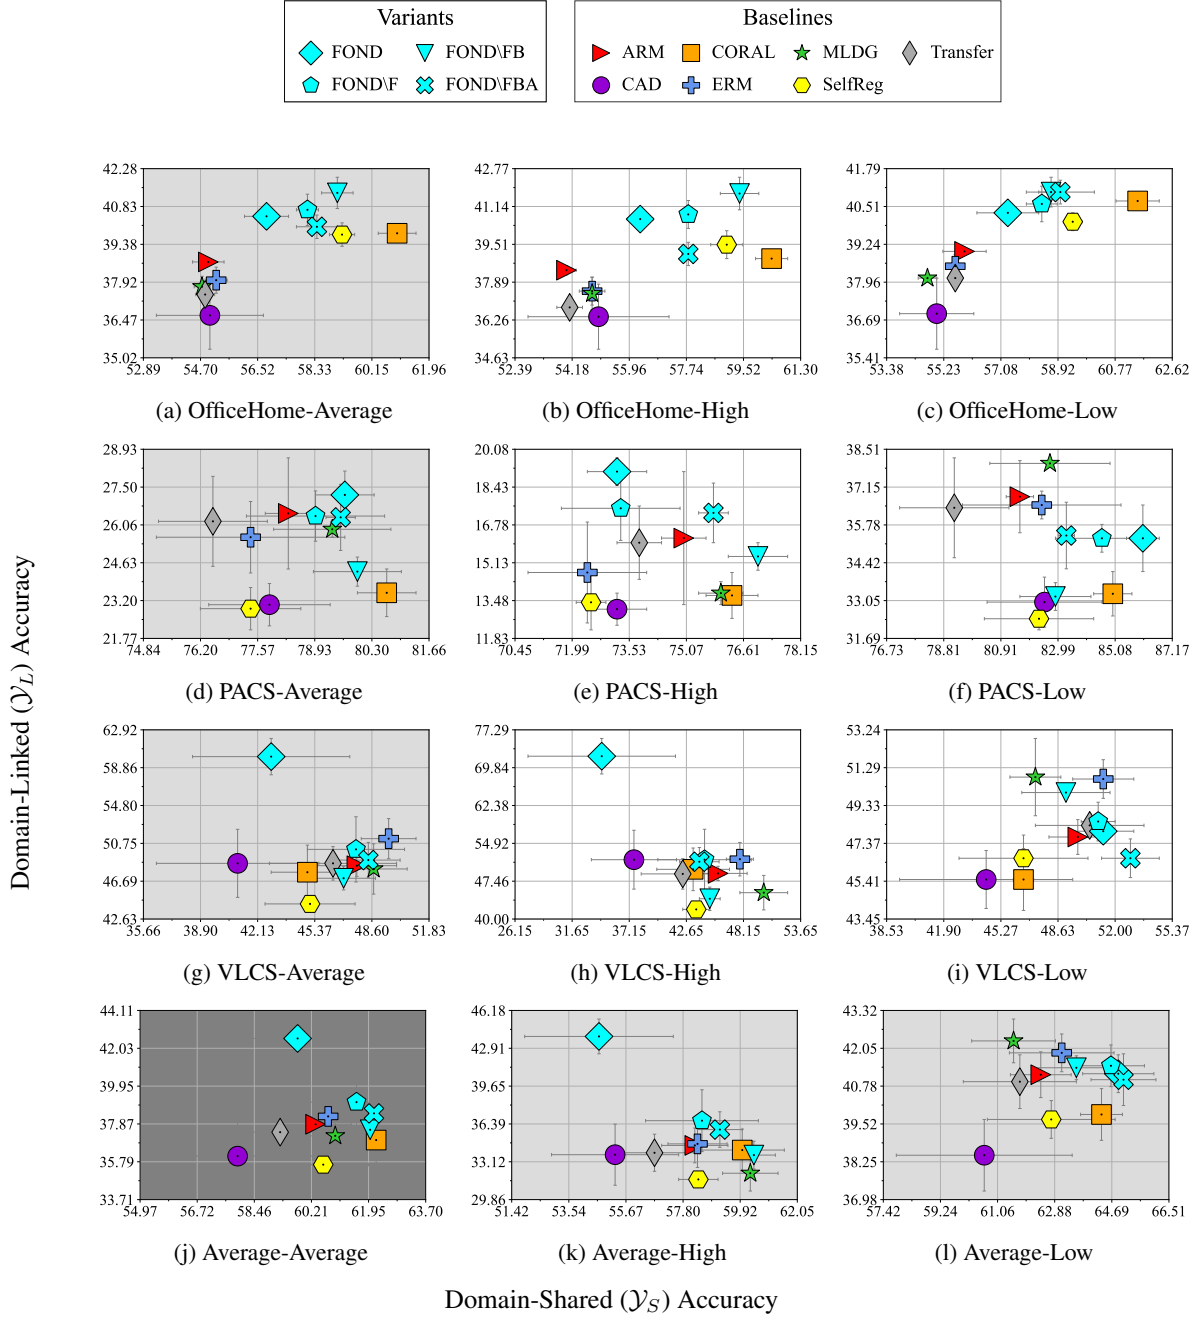 Variants
Baselines
FOND
FOND\FB
ARM
CORAL
MLDG
Transfer
FOND\F
FOND\FBA
CAD
ERM
SelfReg
42.28
40.83
39.38
37.92
36.47
35.02
52.89 54.70 56.52 58.33 60.15 61.96
(a) OfficeHome-Average
42.77
41.14
39.51
37.89
36.26
34.63
52.39 54.18 55.96 57.74 59.52 61.30
(b) OfficeHome-High
41.79
40.51
39.24
37.96
36.69
35.41
53.38 55.23 57.08 58.92 60.77 62.62
(c) OfficeHome-Low
28.93
27.50
26.06
24.63
23.20
21.77
74.84 76.20 77.57 78.93 80.30 81.66
(d) PACS-Average
20.08
18.43
16.78
15.13
13.48
11.83
70.45 71.99 73.53 75.07 76.61 78.15
(e) PACS-High
38.51
37.15
35.78
34.42
33.05
31.69
76.73 78.81 80.91 82.99 85.08 87.17
(f) PACS-Low
62.92
58.86
54.80
50.75
46.69
42.63
35.66 38.90 42.13 45.37 48.60 51.83
(g) VLCS-Average
77.29
69.84
62.38
54.92
47.46
40.00
26.15 31.65 37.15 42.65 48.15 53.65
(h) VLCS-High
53.24
51.29
49.33
47.37
45.41
43.45
38.53 41.90 45.27 48.63 52.00 55.37
(i) VLCS-Low
44.11
42.03
39.95
37.87
35.79
33.71
54.97 56.72 58.46 60.21 61.95 63.70
(j) Average-Average
46.18
42.91
39.65
36.39
33.12
29.86
51.42 53.54 55.67 57.80 59.92 62.05
(k) Average-High
43.32
42.05
40.78
39.52
38.25
36.98
57.42 59.24 61.06 62.88 64.69 66.51
(l) Average-Low
Domain-Linked (𝒴_L) Accuracy
Domain-Shared (𝒴_S) Accuracy